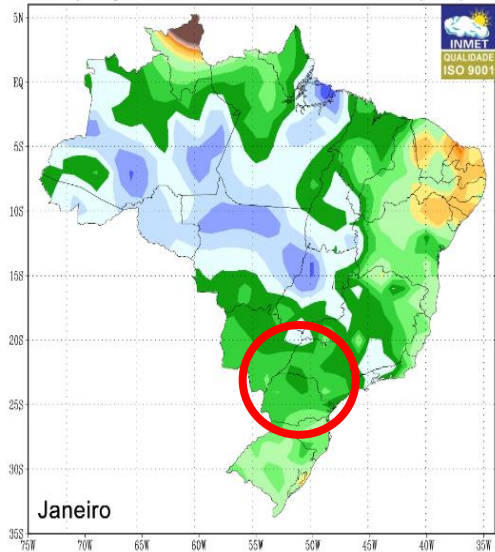 INMET
QUALIDADE
ISO 9001
5N
EQ
5S
10S
15S
20S
25S
30S
35S
Janeiro
75W 70W 65W 60W 55W 50W 45W 40W 35W